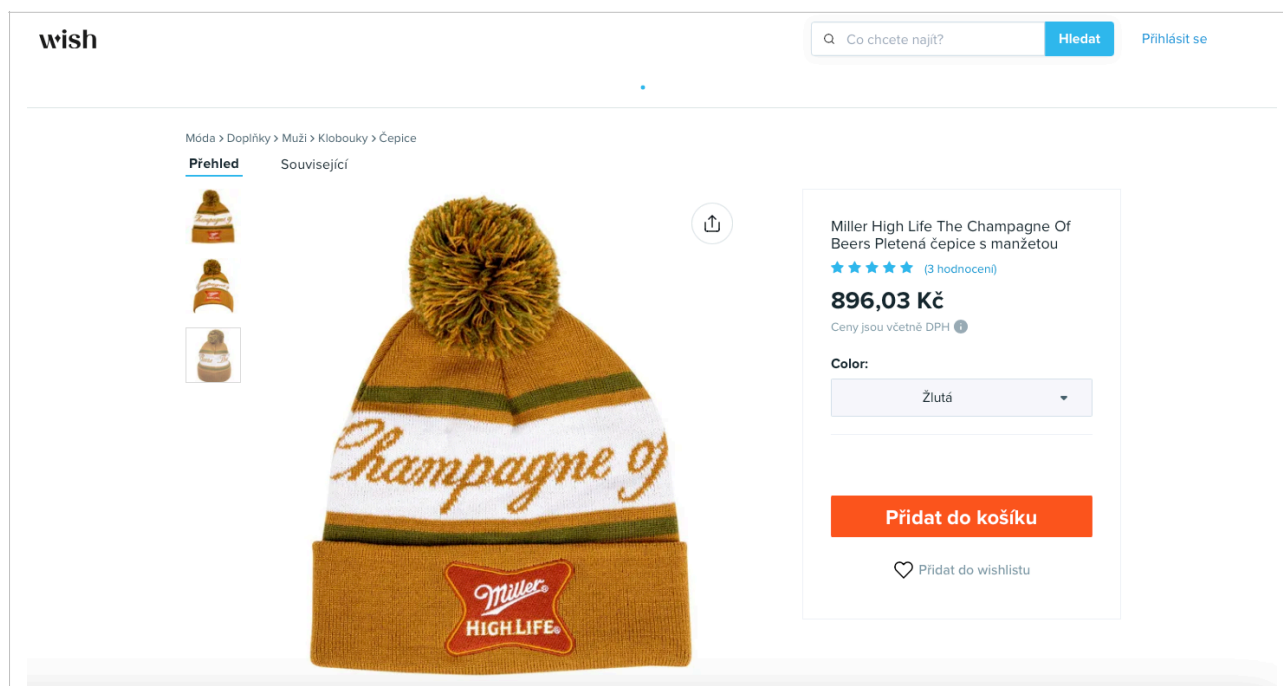 wish
Co chcete najít?
Hledat
Přihlásit se
Móda > Doplňky > Muži > Klobouky > Čepice
Přehled
Související
Champagne of
Miller
HIGH LIFE
Miller High Life The Champagne Of
Beers Pletená čepice s manžetou
(3 hodnocení)
896,03 Kč
Ceny jsou včetně DPH
Color:
Žlutá
Přidat do košíku
Přidat do wishlistu